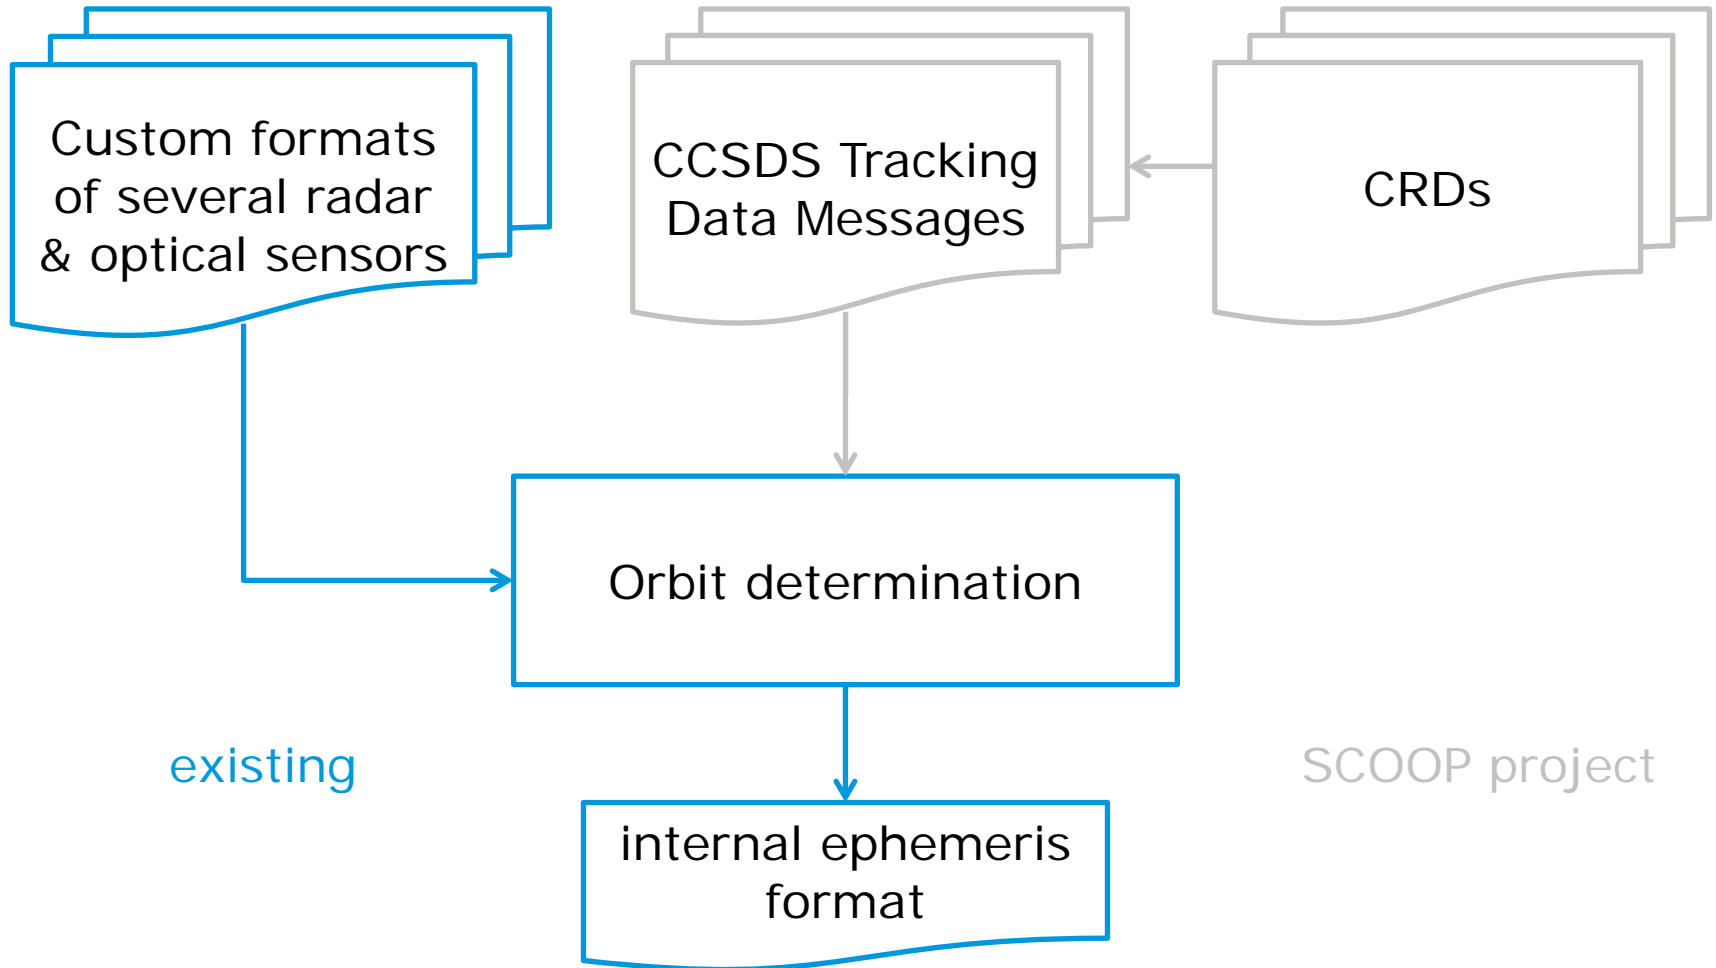 Custom formats
of several radar
& optical sensors
CCSDS Tracking
Data Messages
CRDs
Orbit determination
existing
SCOOP project
internal ephemeris
format